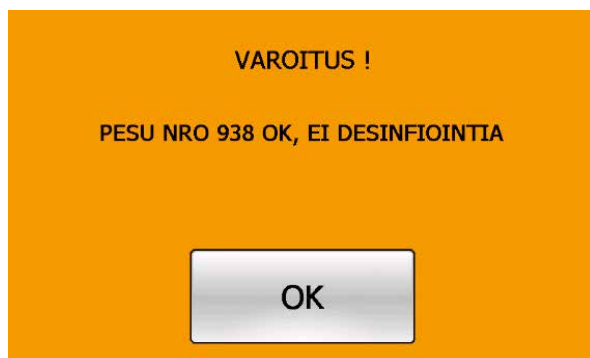 VAROITUS !
PESU NRO 938 OK, EI DESINFIOINTIA
OK